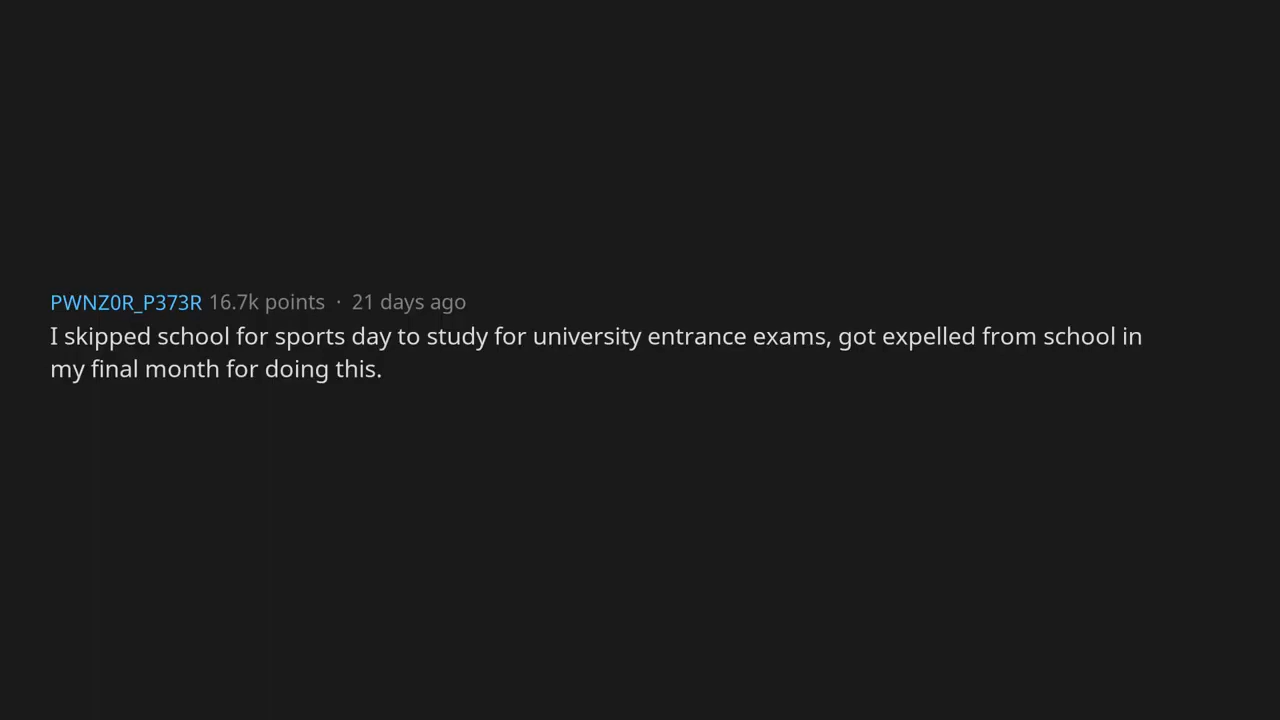 PWNZ0R_P373R 16.7k points · 21 days ago
I skipped school for sports day to study for university entrance exams, got expelled from school in
my final month for doing this.